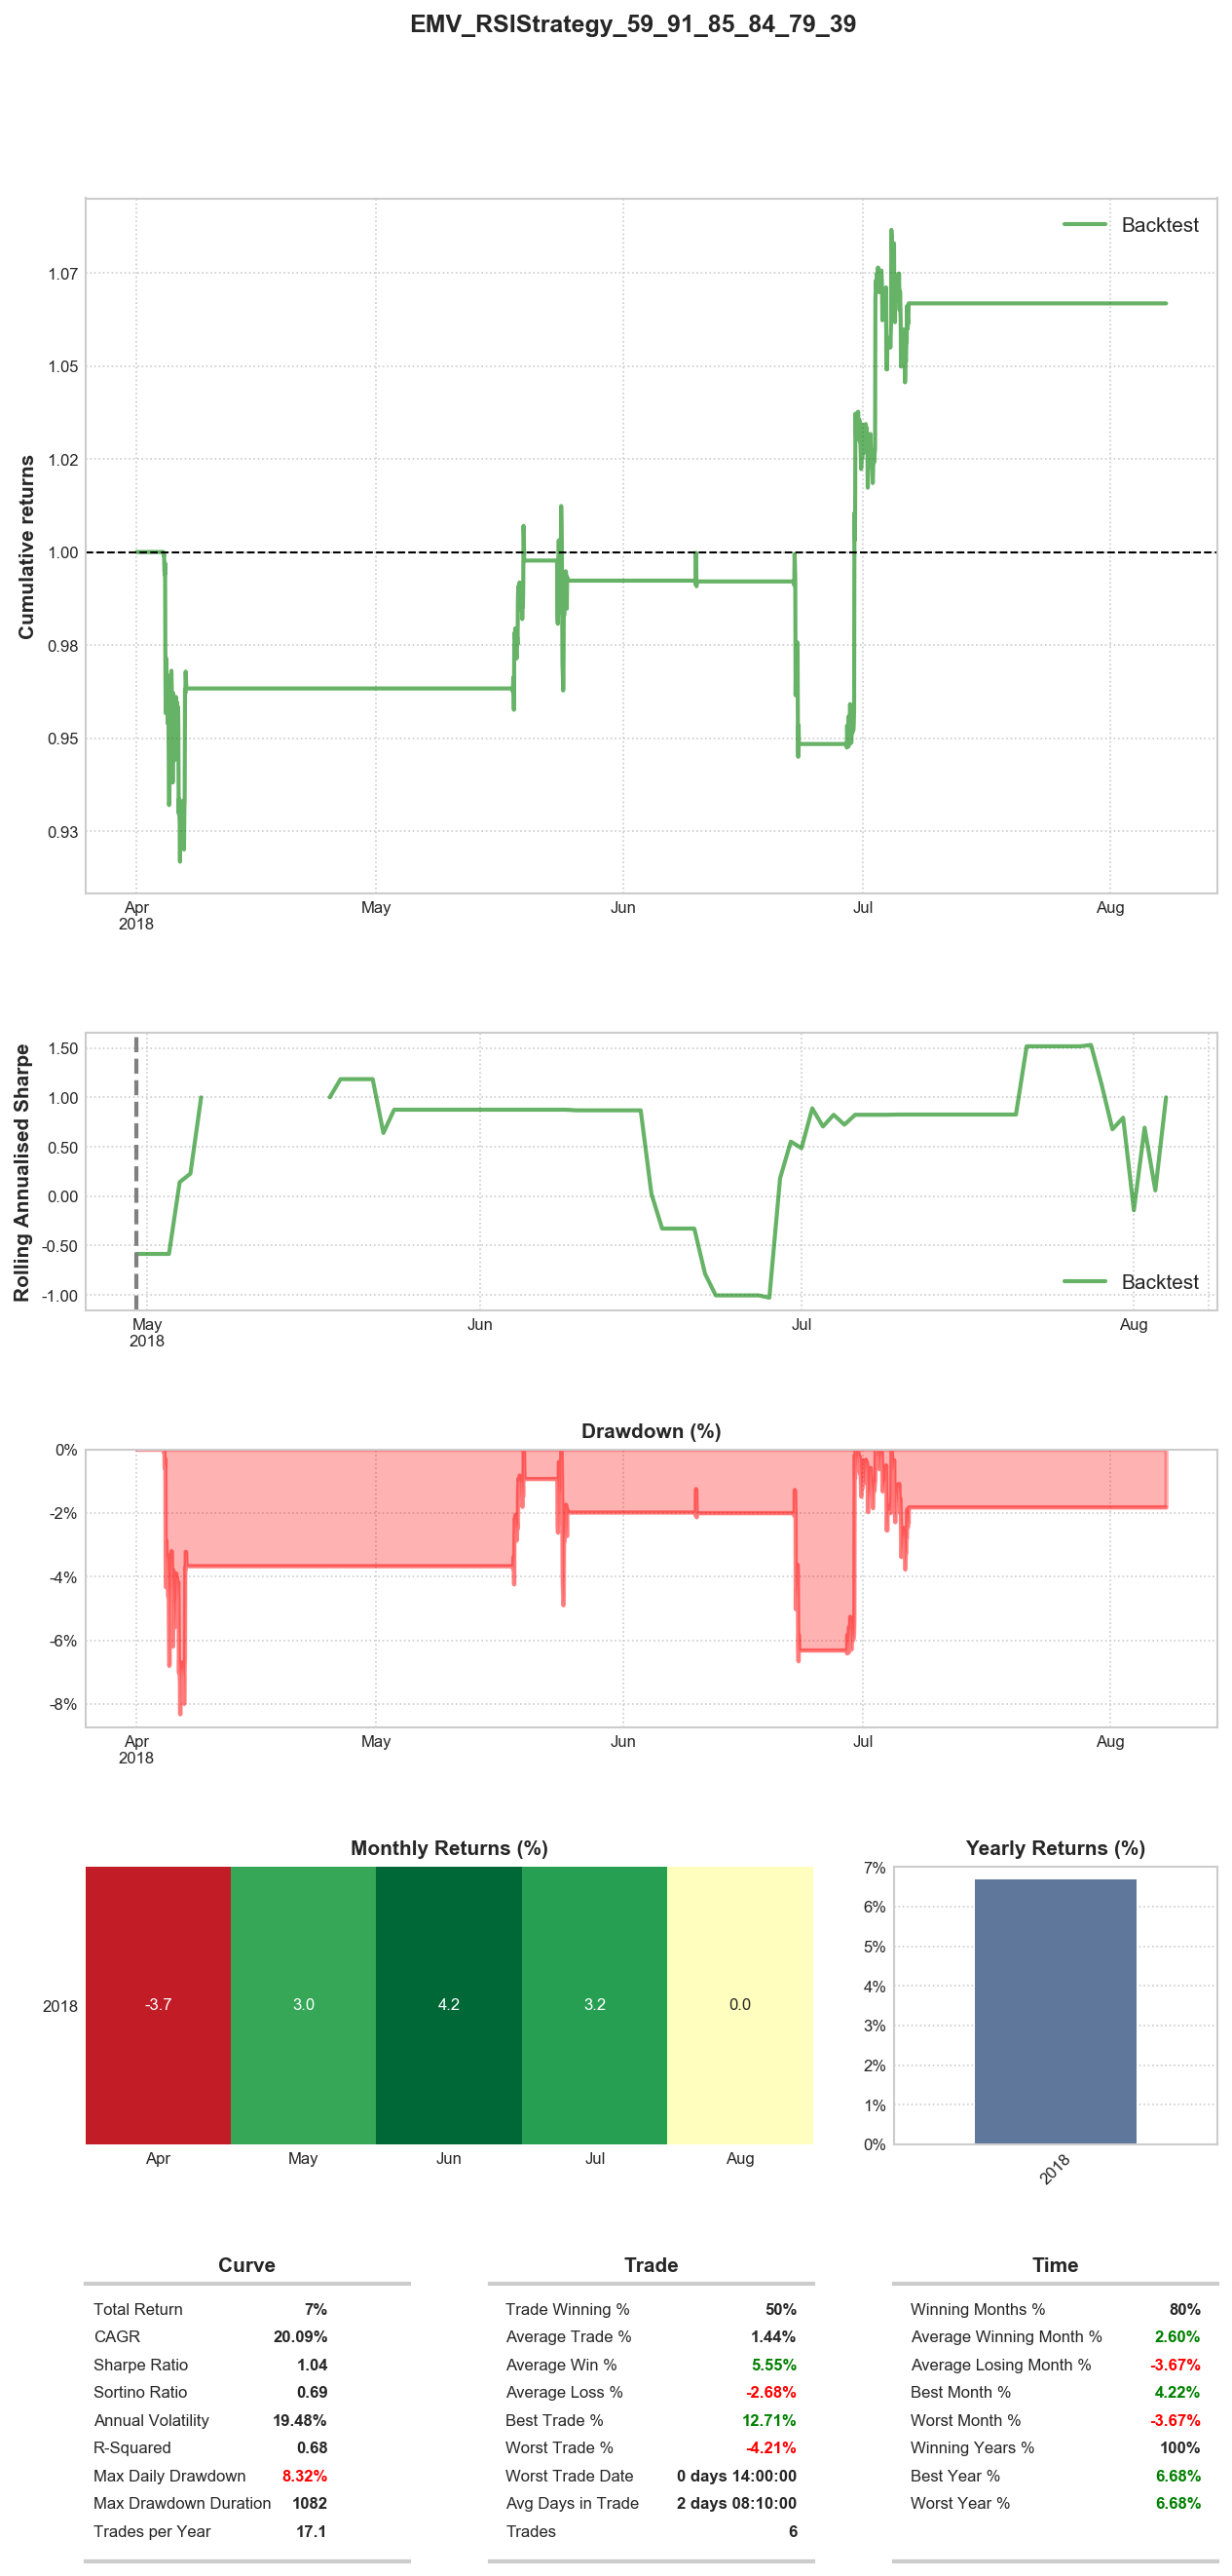 EMV_RSIStrategy_59_91_85_84_79_39
Backtest
Cumulative returns
1.07
1.05
1.02
1.00
0.98
0.95
0.93
Apr May Jun Jul Aug
2018
Rolling Annualised Sharpe
1.50
1.00
0.50
0.00
-0.50
-1.00
Backtest
May Jun Jul Aug
2018
Drawdown (%)
0%
-2%
-4%
-6%
-8%
Apr May Jun Jul Aug
2018
Monthly Returns (%)
2018 -3.7 3.0 4.2 3.2 0.0
Apr May Jun Jul Aug
Yearly Returns (%)
7%
6%
5%
4%
3%
2%
1%
0%
2018
Curve
Total Return 7%
CAGR 20.09%
Sharpe Ratio 1.04
Sortino Ratio 0.69
Annual Volatility 19.48%
R-Squared 0.68
Max Daily Drawdown 8.32%
Max Drawdown Duration 1082
Trades per Year 17.1
Trade
Trade Winning % 50%
Average Trade % 1.44%
Average Win % 5.55%
Average Loss % -2.68%
Best Trade % 12.71%
Worst Trade % -4.21%
Worst Trade Date 0 days 14:00:00
Avg Days in Trade 2 days 08:10:00
Trades 6
Time
Winning Months % 80%
Average Winning Month % 2.60%
Average Losing Month % -3.67%
Best Month % 4.22%
Worst Month % -3.67%
Winning Years % 100%
Best Year % 6.68%
Worst Year % 6.68%